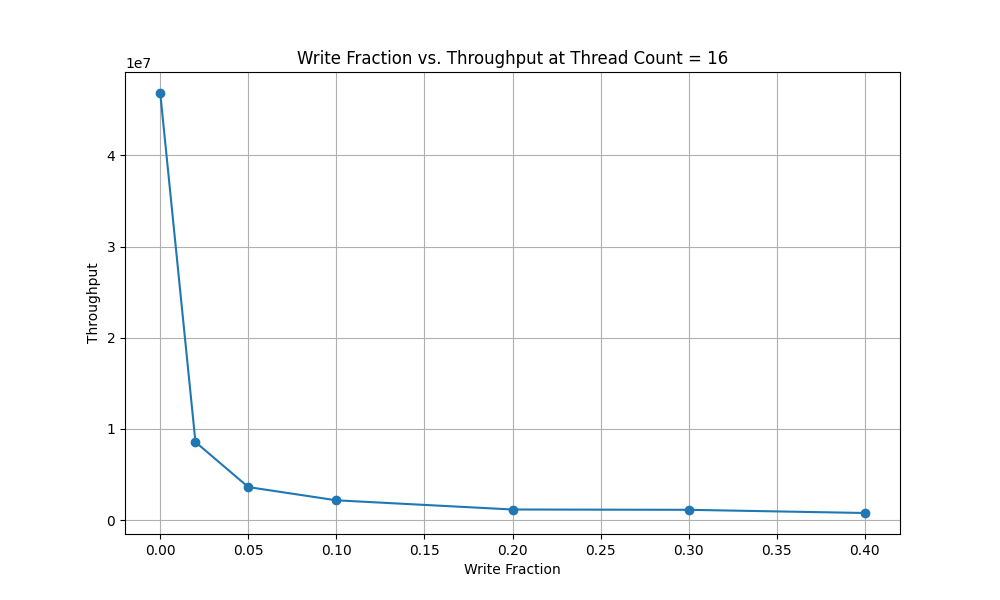 Write Fraction vs. Throughput at Thread Count = 16
1e7
4
3
2
1
0
Throughput
0.00 0.05 0.10 0.15 0.20 0.25 0.30 0.35 0.40
Write Fraction